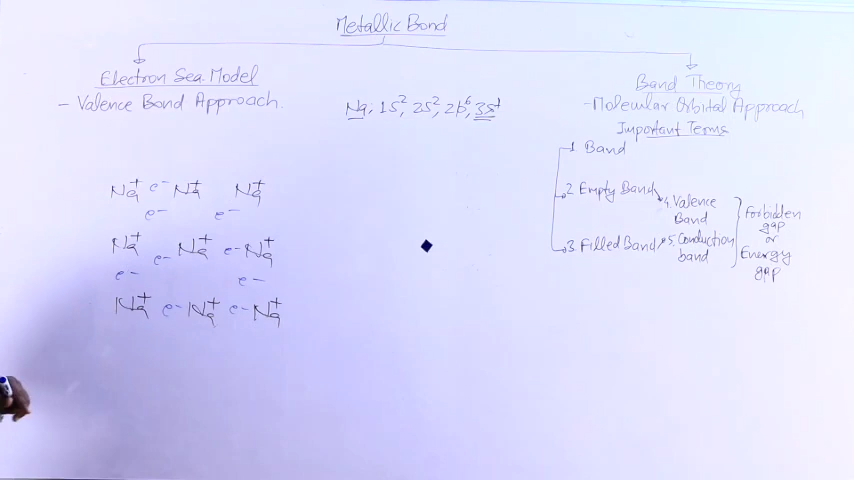 Metallic Bond
Electron Sea Model
- Valence Bond Approach.
Na, 1s², 2s², 2p⁶, 3s¹
Band Theory
- Molecular Orbital Approach
Important Terms
1 Band
2 Empty Band
3 Filled Band
4. Valence
Band
5. Conduction
band
Forbidden
gap
or
Energy
gap
Na⁺ e⁻ Na⁺ Na⁺
e⁻ e⁻
Na⁺ e⁻ Na⁺ e⁻ Na⁺
e⁻ e⁻
Na⁺ e⁻ Na⁺ e⁻ Na⁺